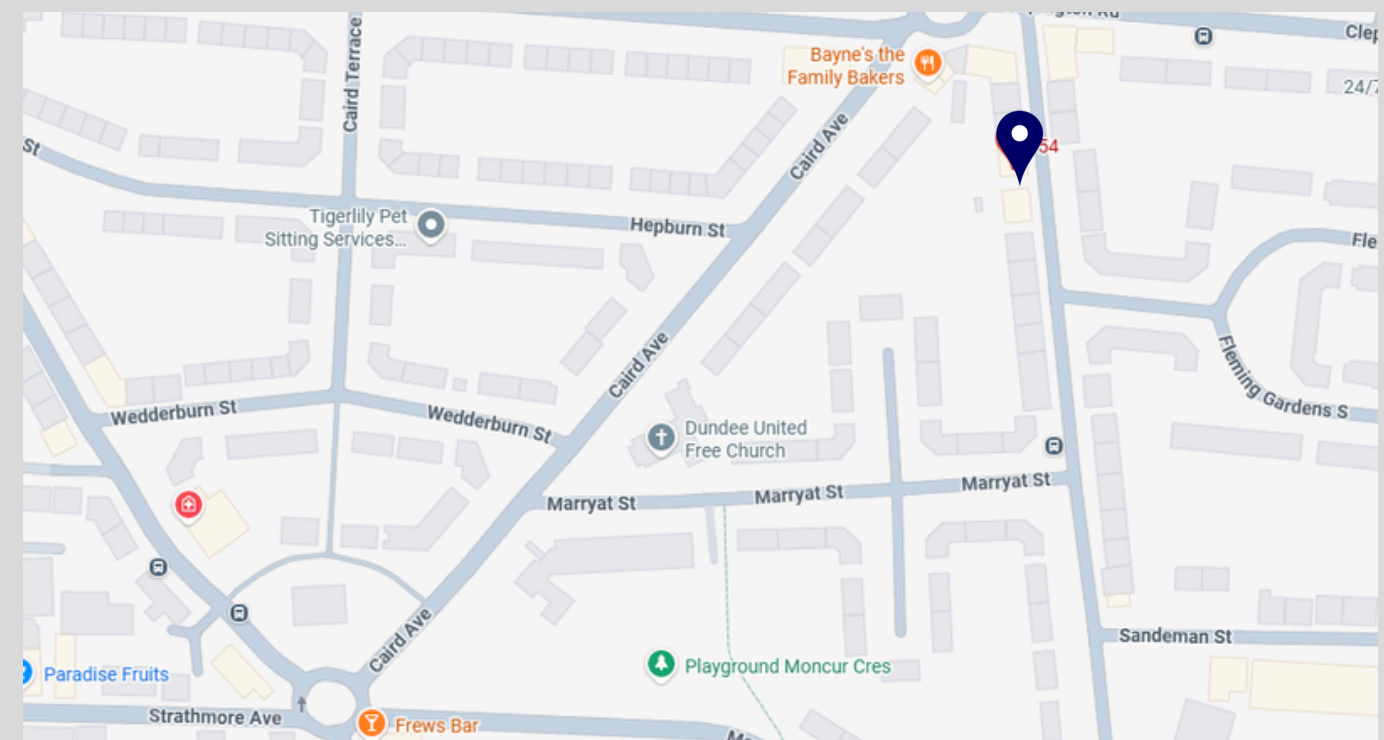 Caird Terrace
Bayne's the
Family Bakers
24/7
St
Caird Ave
54
Tigerlily Pet
Sitting Services...
Hepburn St
Caird Ave
Fleming Gardens S
Wedderburn St
Wedderburn St
Dundee United
Free Church
Marryat St
Marryat St
Marryat St
Caird Ave
Sandeman St
Playground Moncur Cres
Paradise Fruits
Strathmore Ave
Frews Bar